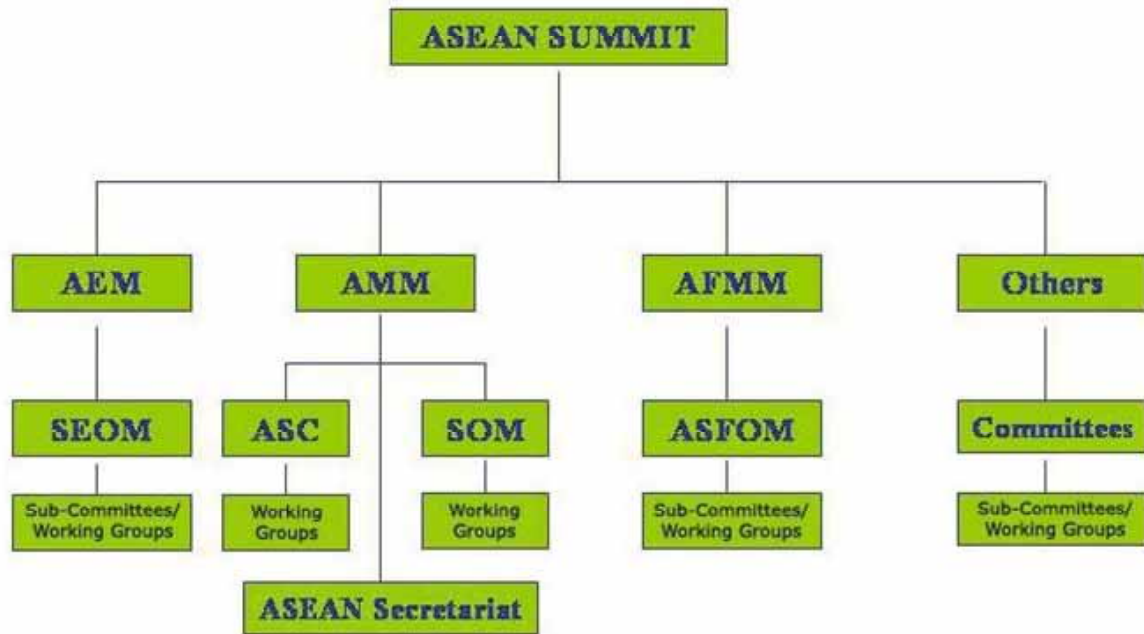 ASEAN SUMMIT
AEM
AMM
AFMM
Others
SEOM
ASC
SOM
ASFOM
Committees
Sub-Committees/
Working Groups
Working
Groups
Working
Groups
Sub-Committees/
Working Groups
Sub-Committees/
Working Groups
ASEAN Secretariat